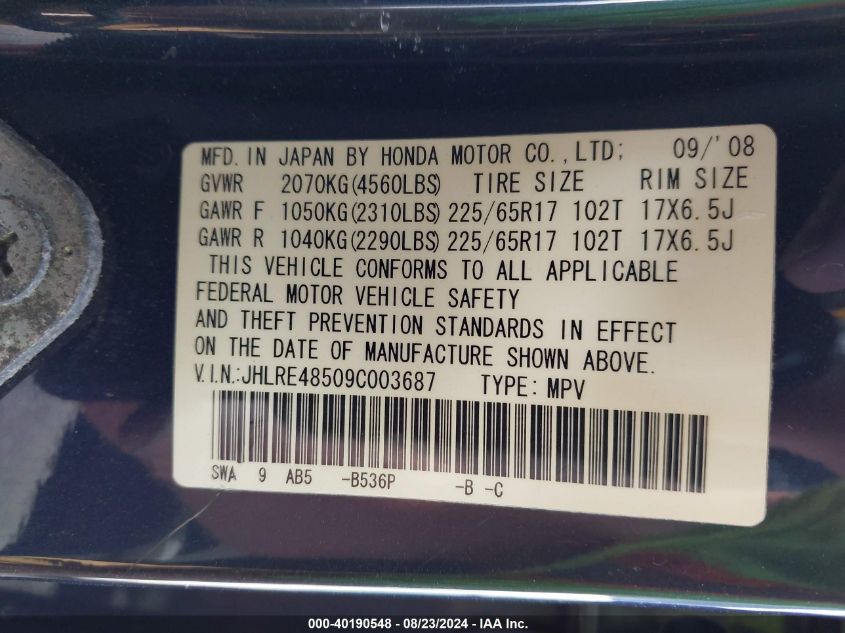 MFD. IN JAPAN BY HONDA MOTOR CO.,LTD; 09/'08
GVWR 2070KG(4560LBS) TIRE SIZE RIM SIZE
GAWR F 1050KG(2310LBS) 225/65R17 102T 17X6.5J
GAWR R 1040KG(2290LBS) 225/65R17 102T 17X6.5J
THIS VEHICLE CONFORMS TO ALL APPLICABLE
FEDERAL MOTOR VEHICLE SAFETY
AND THEFT PREVENTION STANDARDS IN EFFECT
ON THE DATE OF MANUFACTURE SHOWN ABOVE.
V.I.N.:JHLRE48509C003687 TYPE: MPV
SWA 9 AB5 -B536P -B -C
000-40190548 - 08/23/2024 - IAA Inc.